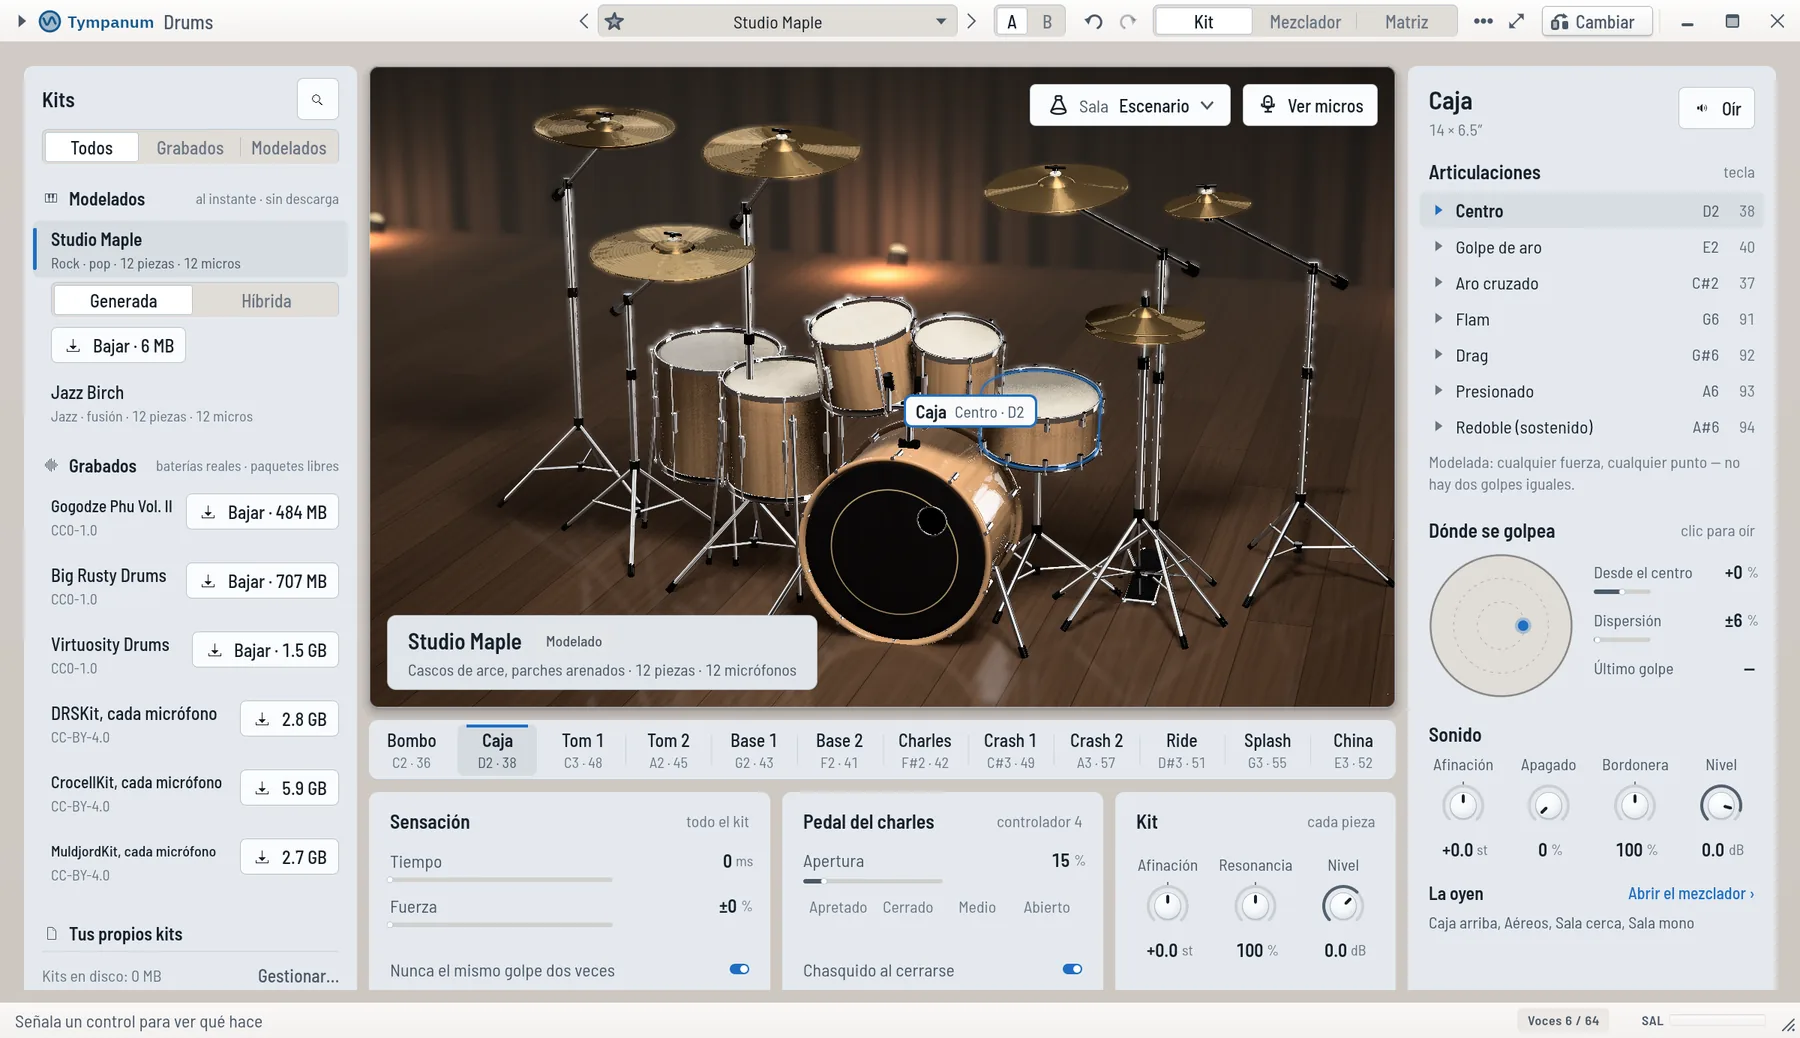 Tympanum Drums
Studio Maple
A B
Kit Mezclador Matriz
Cambiar
Kits
Todos Grabados Modelados
Modelados al instante · sin descarga
Studio Maple
Rock · pop · 12 piezas · 12 micros
Generada Híbrida
Bajar · 6 MB
Jazz Birch
Jazz · fusión · 12 piezas · 12 micros
Grabados baterías reales · paquetes libres
Gogodze Phu Vol. II Bajar · 484 MB
CC0-1.0
Big Rusty Drums Bajar · 707 MB
CC0-1.0
Virtuosity Drums Bajar · 1.5 GB
CC0-1.0
DRSKit, cada micrófono 2.8 GB
CC-BY-4.0
CrocellKit, cada micrófono 5.9 GB
CC-BY-4.0
MuldjordKit, cada micrófono 2.7 GB
CC-BY-4.0
Tus propios kits
Kits en disco: 0 MB Gestionar...
Sala Escenario
Ver micros
Caja Centro · D2
Studio Maple Modelado
Cascos de arce, parches arenados · 12 piezas · 12 micrófonos
Bombo Caja Tom 1 Tom 2 Base 1 Base 2 Charles Crash 1 Crash 2 Ride Splash China
C2 · 36 D2 · 38 C3 · 48 A2 · 45 G2 · 43 F2 · 41 F#2 · 42 C#3 · 49 A3 · 57 D#3 · 51 G3 · 55 E3 · 52
Sensación todo el kit
Tiempo 0 ms
Fuerza ±0 %
Nunca el mismo golpe dos veces
Pedal del charles controlador 4
Apertura 15 %
Apretado Cerrado Medio Abierto
Chasquido al cerrarse
Kit cada pieza
Afinación Resonancia Nivel
+0.0 st 100 % 0.0 dB
Caja
14 × 6.5″
Oír
Articulaciones tecla
Centro D2 38
Golpe de aro E2 40
Aro cruzado C#2 37
Flam G6 91
Drag G#6 92
Presionado A6 93
Redoble (sostenido) A#6 94
Modelada: cualquier fuerza, cualquier punto — no
hay dos golpes iguales.
Dónde se golpea clic para oír
Desde el centro +0 %
Dispersión ±6 %
Último golpe —
Sonido
Afinación Apagado Bordonera Nivel
+0.0 st 0 % 100 % 0.0 dB
La oyen Abrir el mezclador ›
Caja arriba, Aéreos, Sala cerca, Sala mono
Señala un control para ver qué hace
Voces 6 / 64
SAL